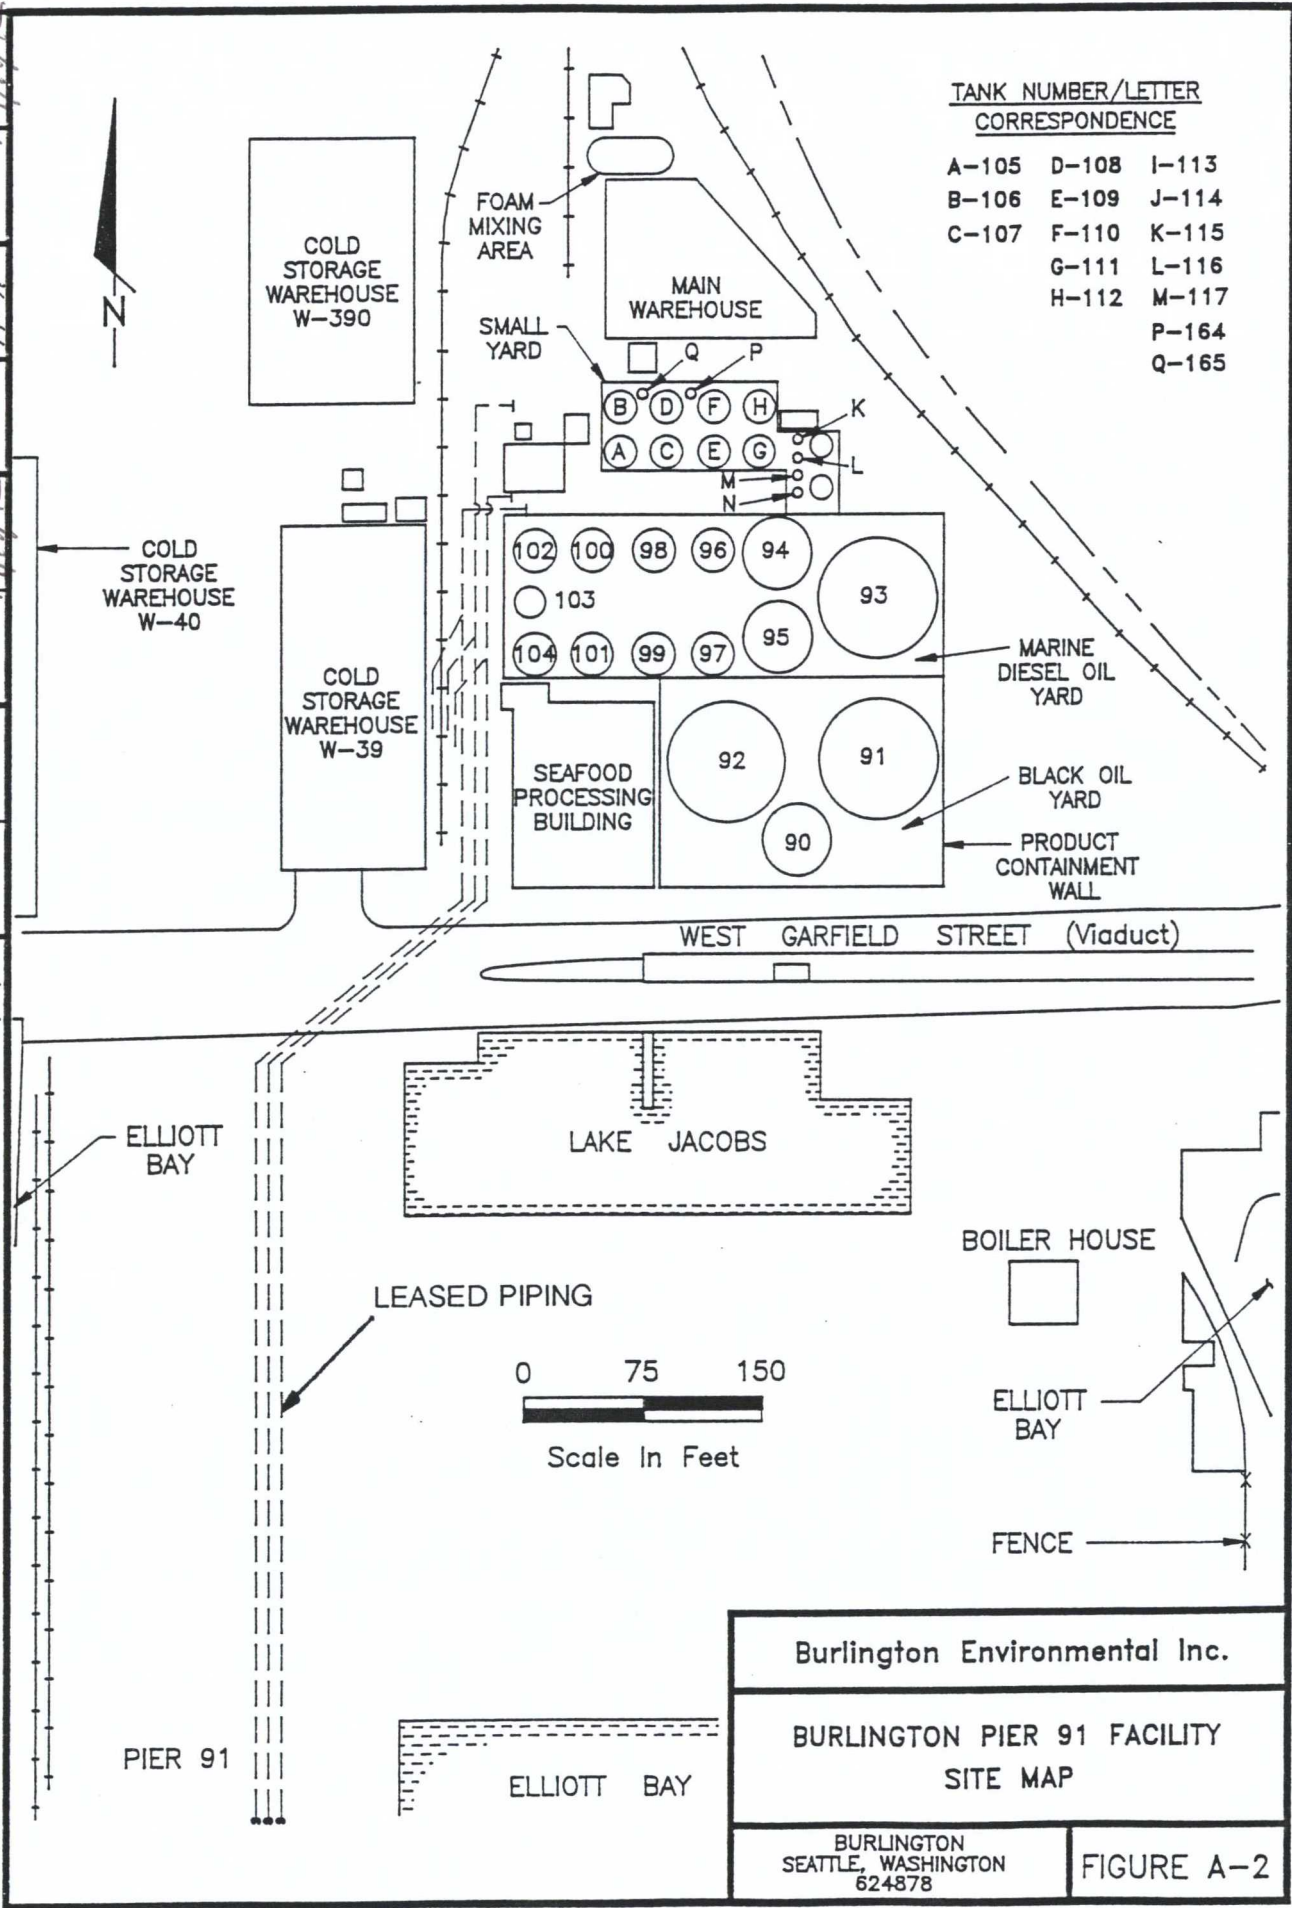 TANK NUMBER/LETTER
CORRESPONDENCE
A-105 D-108 I-113
B-106 E-109 J-114
C-107 F-110 K-115
G-111 L-116
H-112 M-117
P-164
Q-165
N
COLD
STORAGE
WAREHOUSE
W-390
FOAM
MIXING
AREA
MAIN
WAREHOUSE
SMALL
YARD
Q P
B D F H
K
A C E G
L
M
N
COLD
STORAGE
WAREHOUSE
W-40
102 100 98 96 94
93
103
95
104 101 99 97
MARINE
DIESEL OIL
YARD
COLD
STORAGE
WAREHOUSE
W-39
SEAFOOD
PROCESSING
BUILDING
92 91
90
BLACK OIL
YARD
PRODUCT
CONTAINMENT
WALL
WEST GARFIELD STREET (Viaduct)
ELLIOTT
BAY
LAKE JACOBS
BOILER HOUSE
LEASED PIPING
0 75 150
Scale In Feet
ELLIOTT
BAY
FENCE
PIER 91
ELLIOTT BAY
Burlington Environmental Inc.
BURLINGTON PIER 91 FACILITY
SITE MAP
BURLINGTON
SEATTLE, WASHINGTON
624878
FIGURE A-2